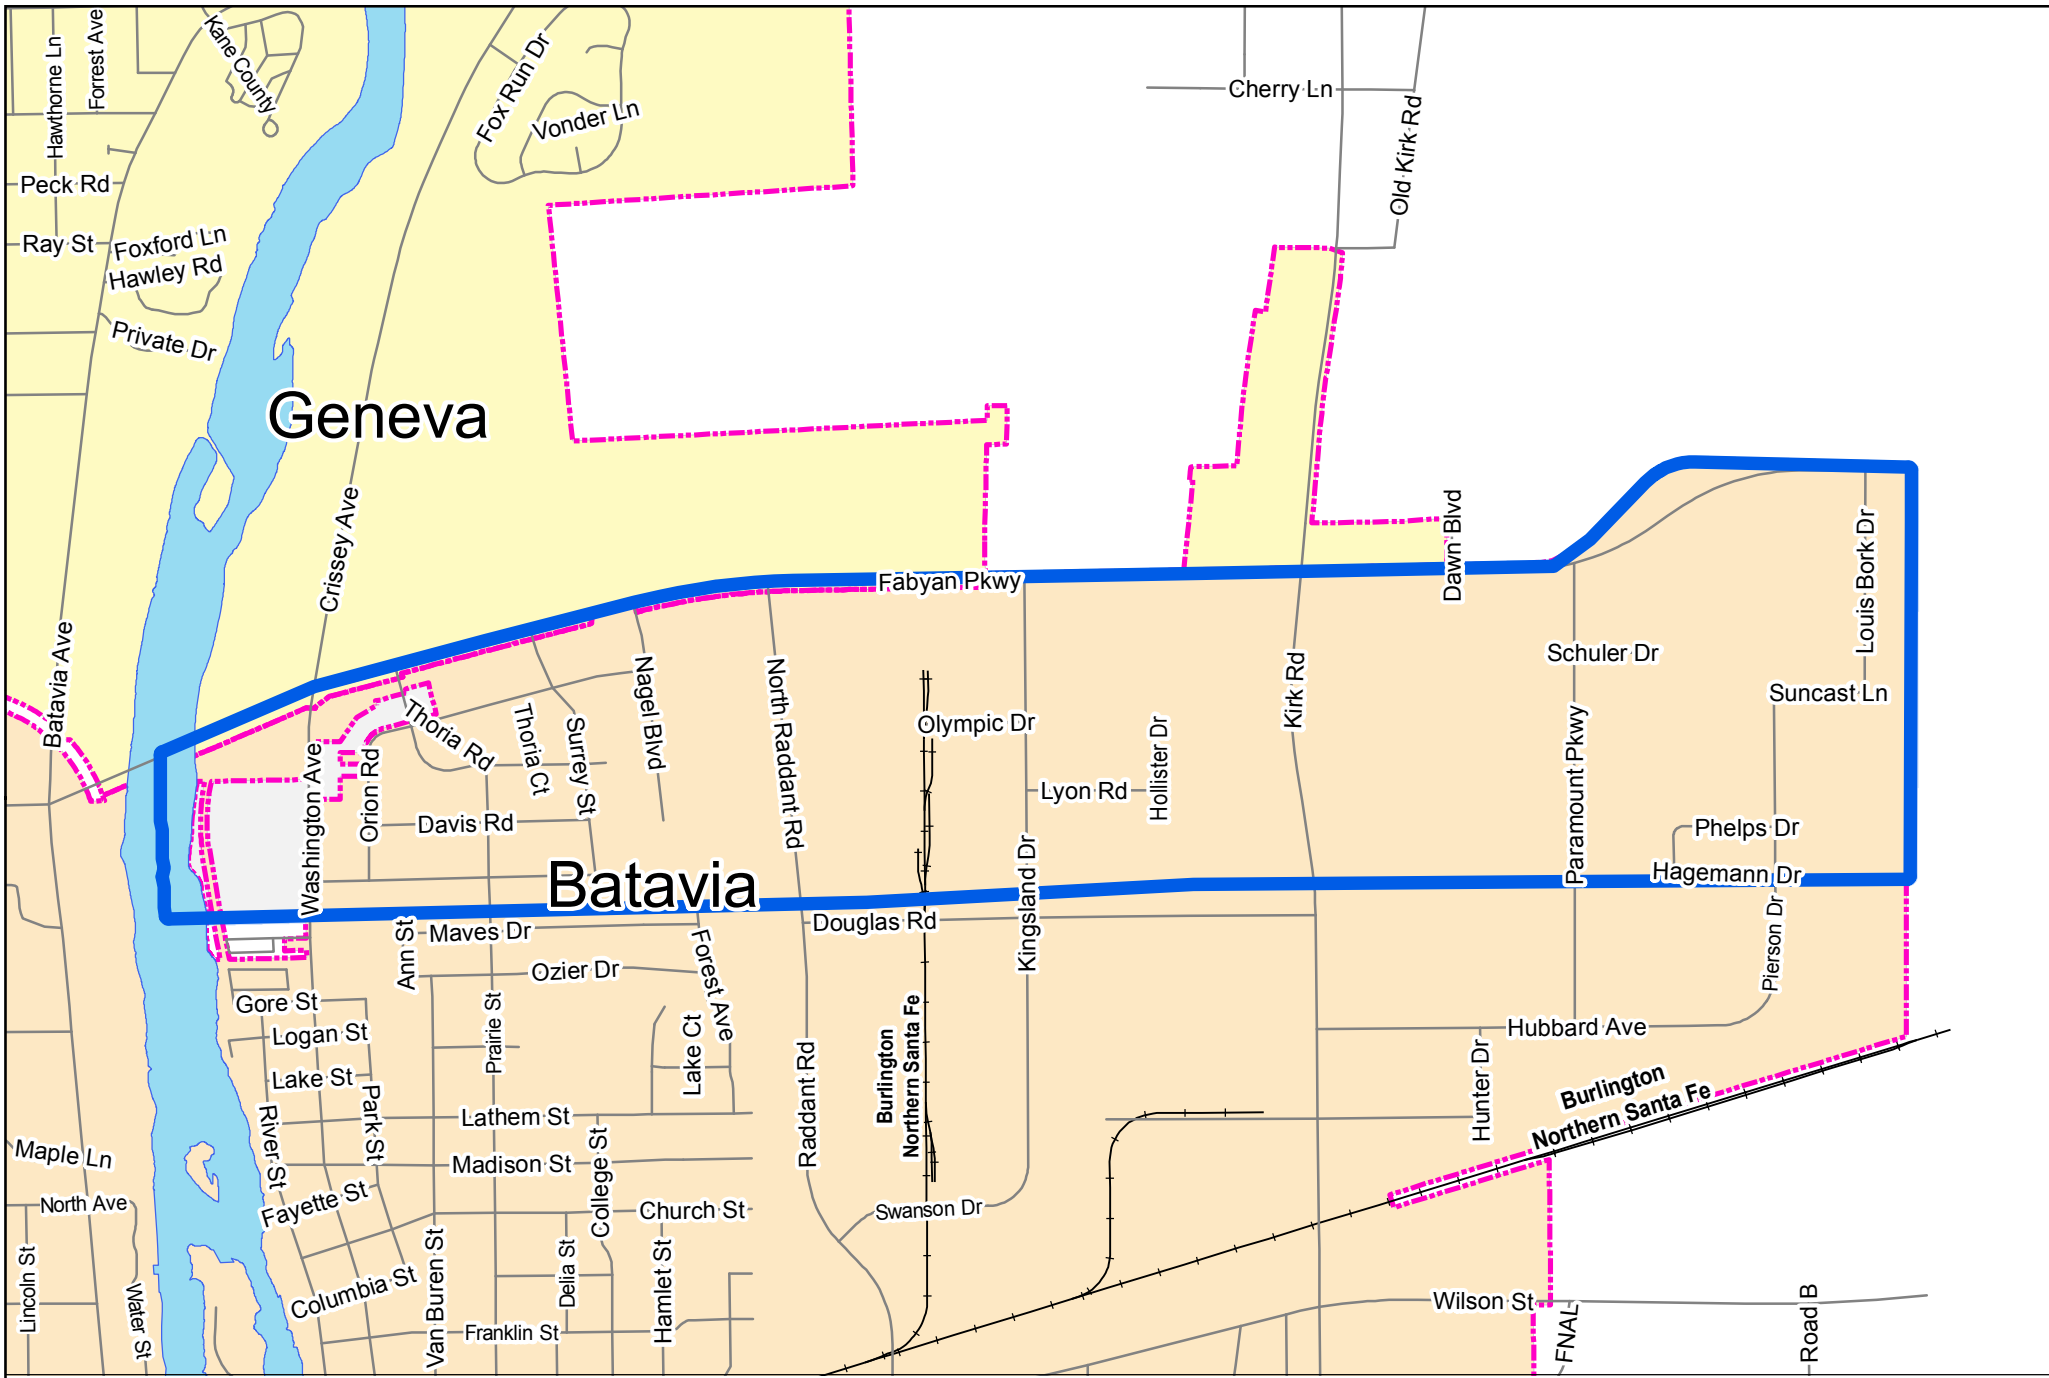 Hawthorne Ln
Forrest Ave
Kane County
Fox Run Dr
Vonder Ln
Cherry Ln
Old Kirk Rd
Peck Rd
Ray St
Foxford Ln
Hawley Rd
Private Dr
Geneva
Crissey Ave
Batavia Ave
Fabyan Pkwy
Dawn Blvd
Louis Bork Dr
Schuler Dr
Suncast Ln
Kirk Rd
Nagel Blvd
North Raddant Rd
Thoria Rd
Thoria Ct
Surrey St
Olympic Dr
Hollister Dr
Lyon Rd
Paramount Pkwy
Washington Ave
Orion Rd
Davis Rd
Phelps Dr
Hagemann Dr
Batavia
Kingsland Dr
Douglas Rd
Ann St
Maves Dr
Forest Ave
Pierson Dr
Ozier Dr
Gore St
Logan St
Prairie St
Lake Ct
Raddant Rd
Burlington
Northern Santa Fe
Hubbard Ave
Hunter Dr
Burlington
Northern Santa Fe
Lake St
Park St
River St
Lathem St
Madison St
College St
Maple Ln
North Ave
Fayette St
Church St
Swanson Dr
Lincoln St
Water St
Columbia St
Van Buren St
Delia St
Hamlet St
Franklin St
Wilson St
FNAL
Road B